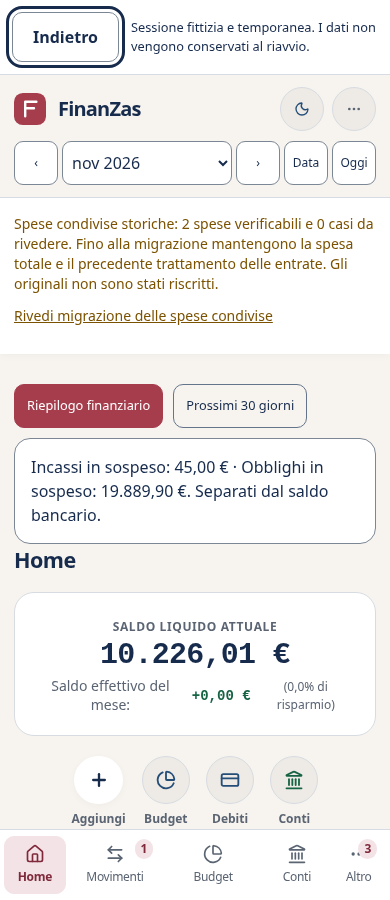 Indietro
Sessione fittizia e temporanea. I dati non
vengono conservati al riavvio.
FinanZas
nov 2026
Data
Oggi
Spese condivise storiche: 2 spese verificabili e 0 casi da
rivedere. Fino alla migrazione mantengono la spesa
totale e il precedente trattamento delle entrate. Gli
originali non sono stati riscritti.
Rivedi migrazione delle spese condivise
Riepilogo finanziario
Prossimi 30 giorni
Incassi in sospeso: 45,00 € · Obblighi in
sospeso: 19.889,90 €. Separati dal saldo
bancario.
Home
SALDO LIQUIDO ATTUALE
10.226,01 €
Saldo effettivo del
mese:
+0,00 €
(0,0% di
risparmio)
Aggiungi
Budget
Debiti
Conti
Home
1
Movimenti
Budget
Conti
3
Altro